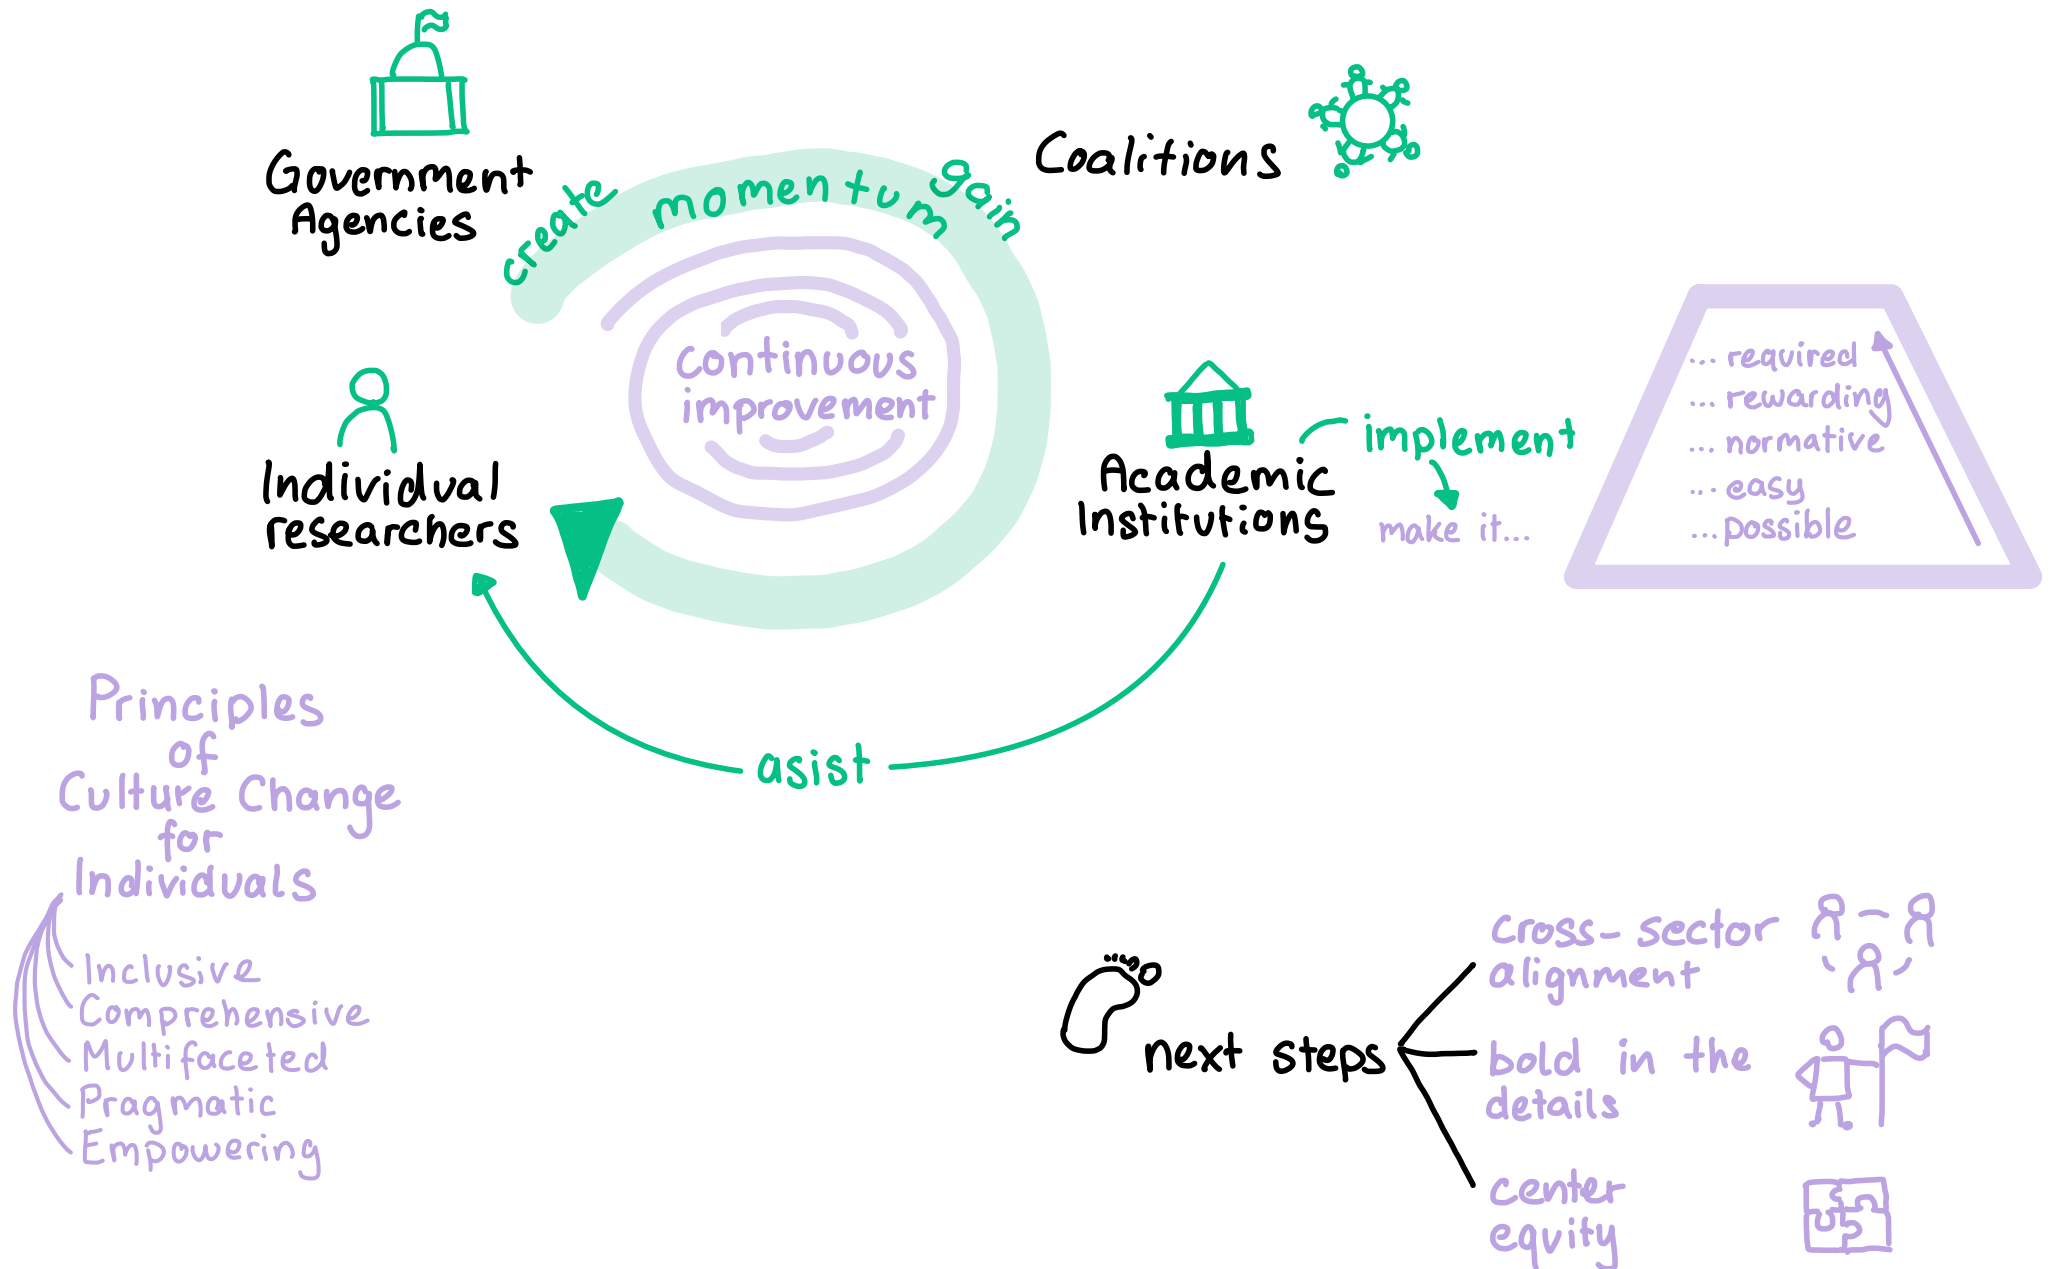 Government
Agencies
create
momentum
gain
Coalitions
Continuous
improvement
Individual
researchers
Academic
Institutions
implement
make it...
... required
... rewarding
... normative
... easy
... possible
asist
Principles
of
Culture Change
for
Individuals
Inclusive
Comprehensive
Multifaceted
Pragmatic
Empowering
next steps
cross-sector
alignment
bold in the
details
center
equity